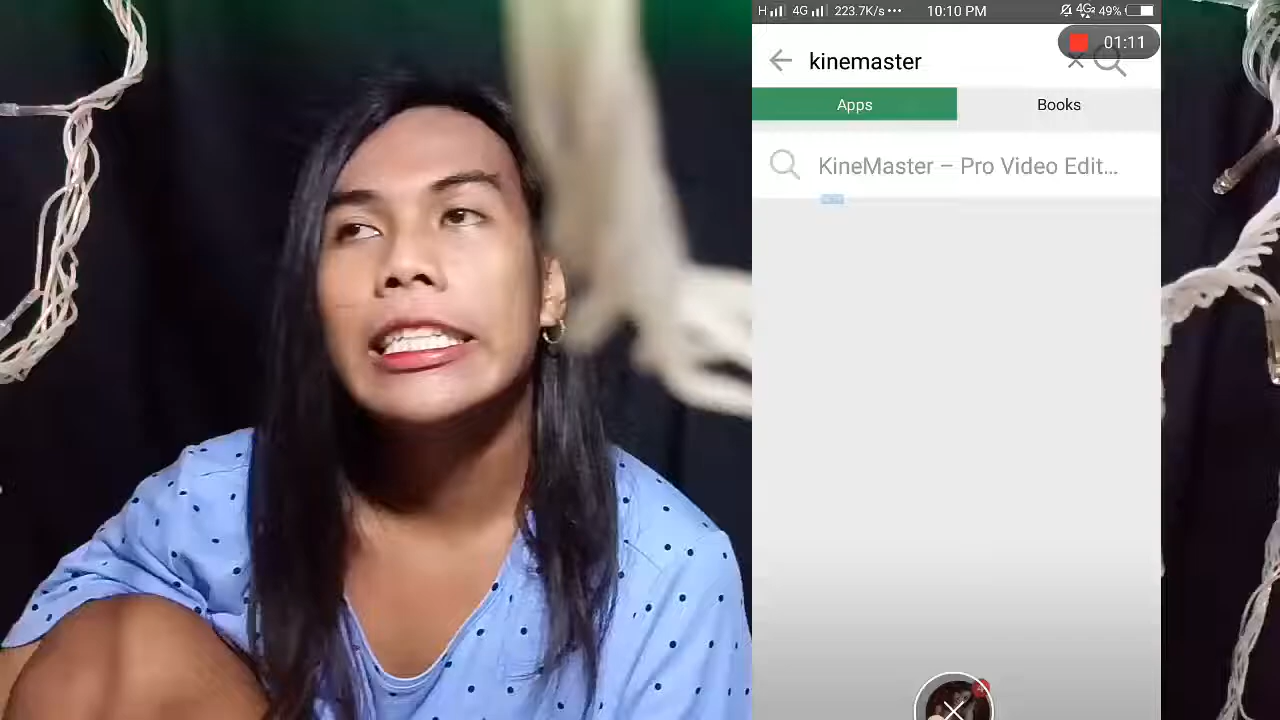 H 4G 223.7K/s ••• 10:10 PM 4G 49%
01:11
kinemaster
Apps Books
KineMaster – Pro Video Edit...